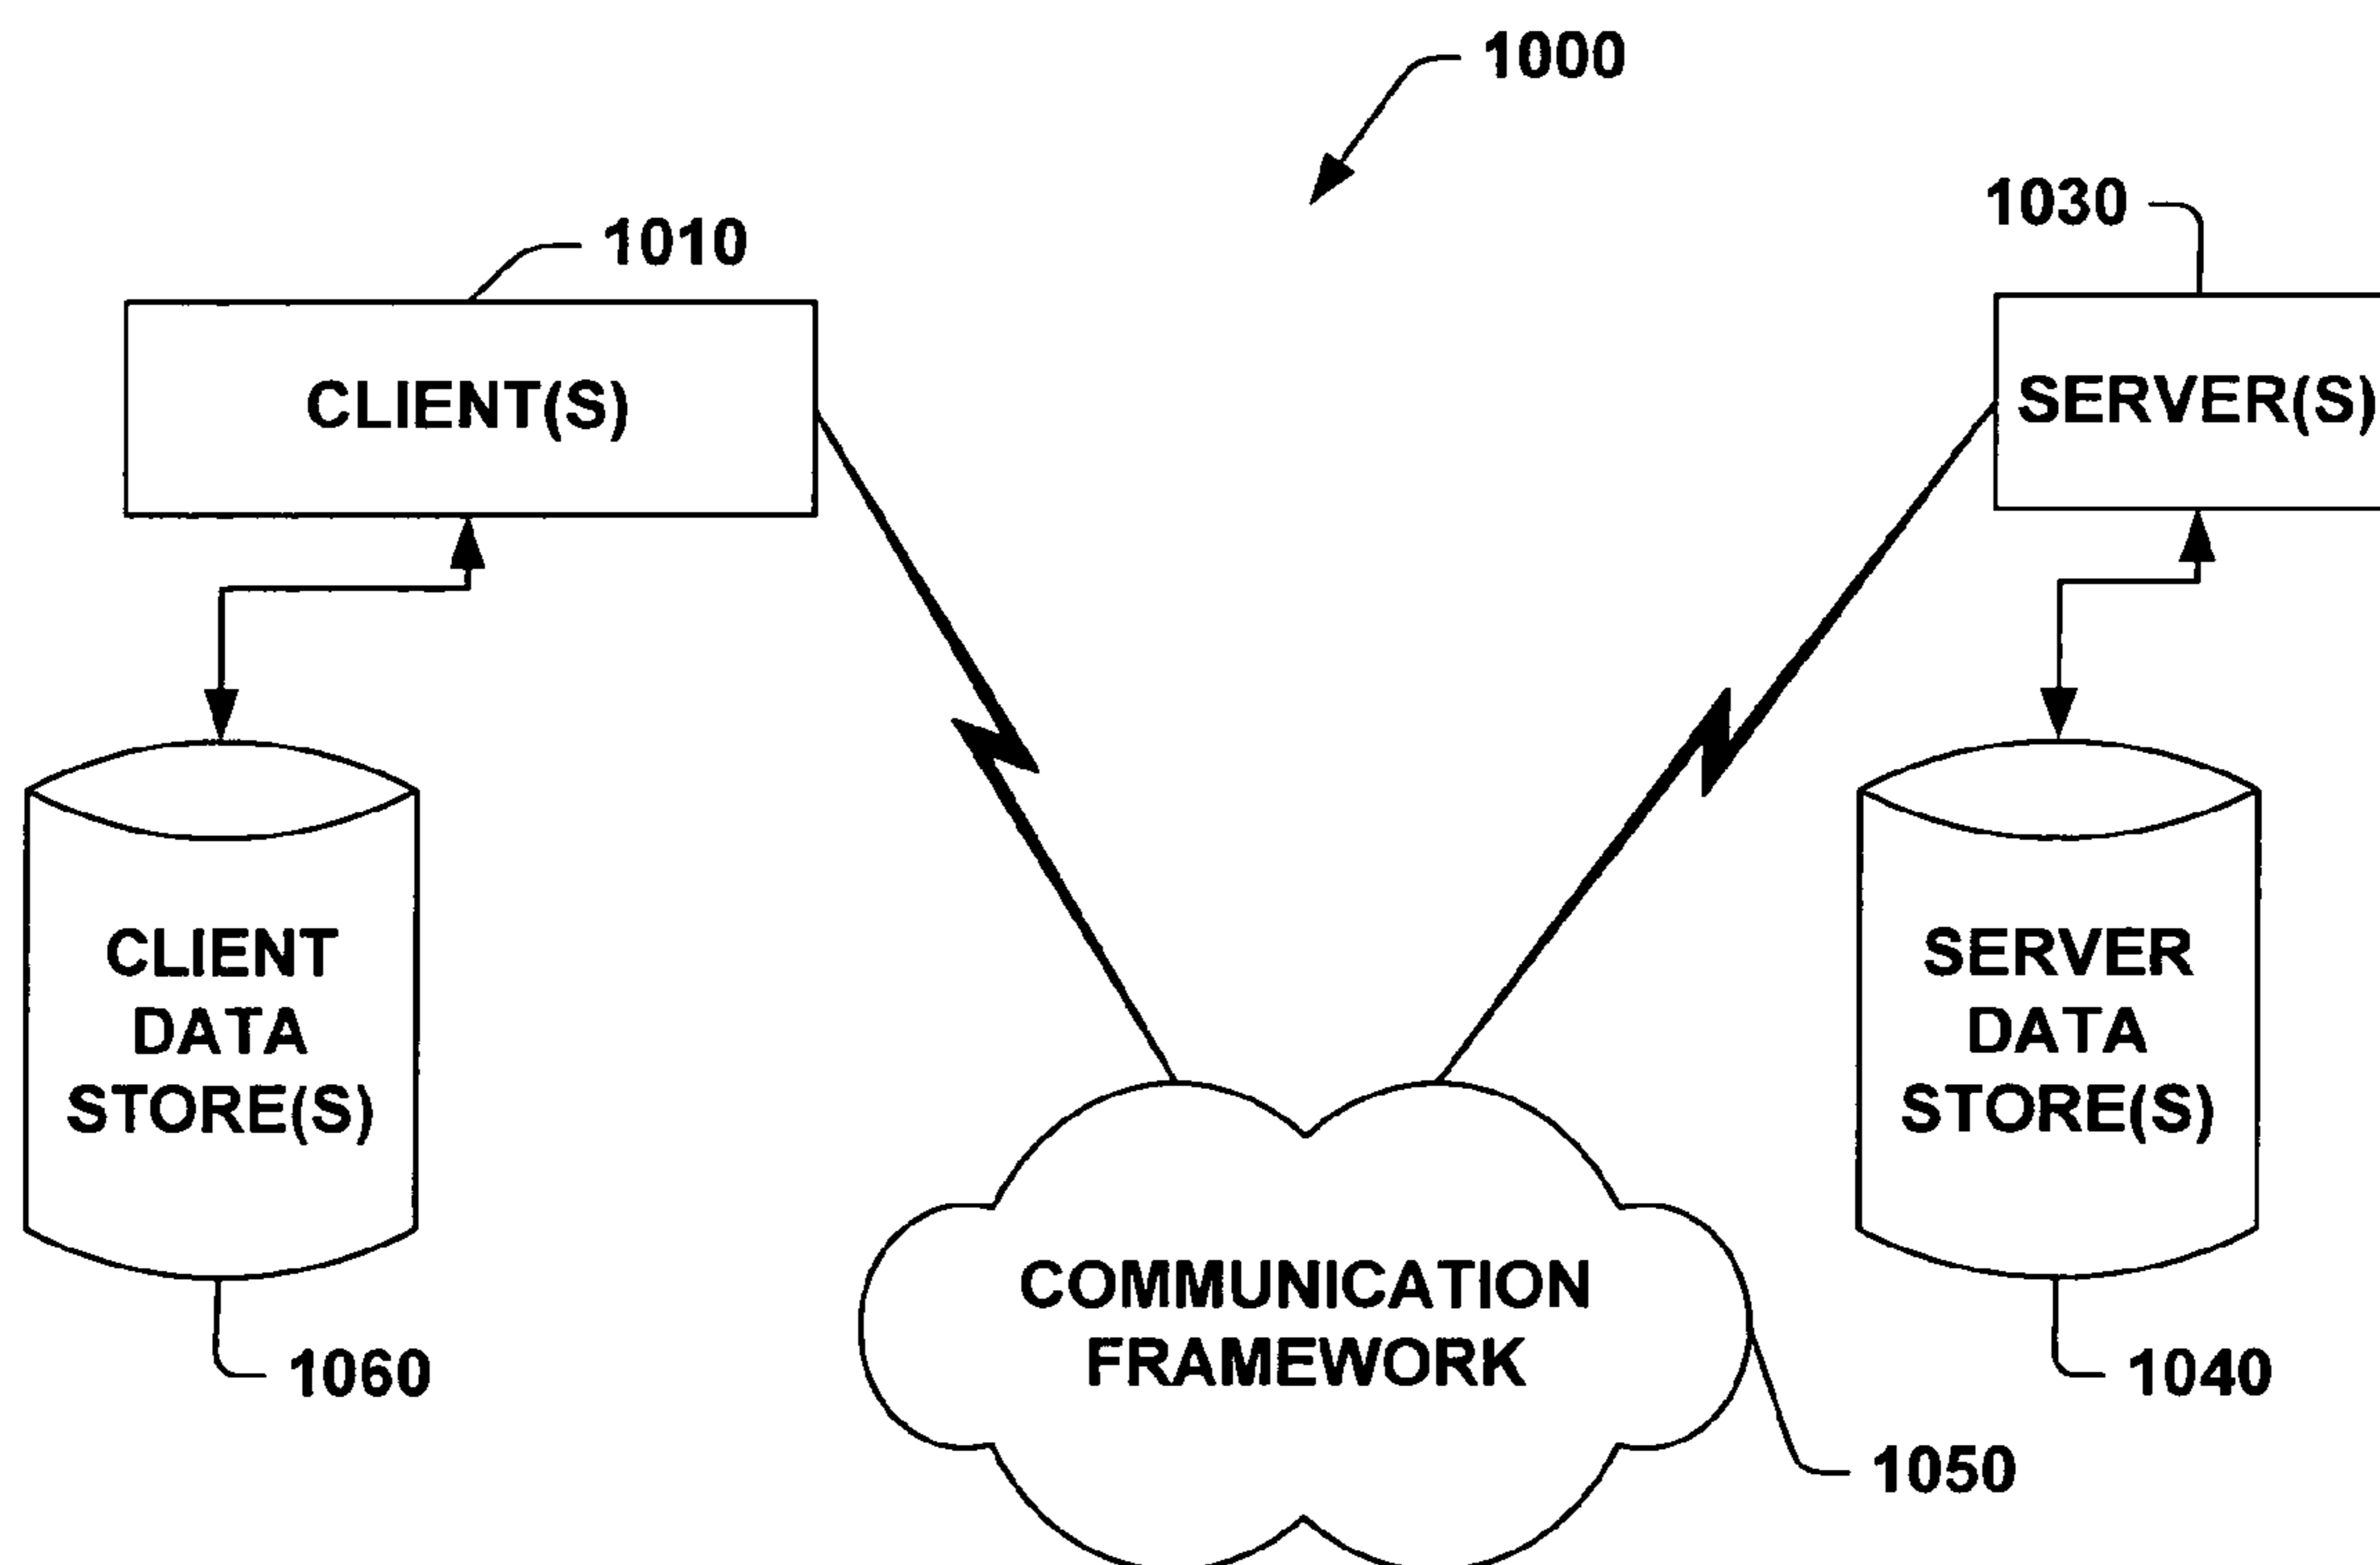 1000
1010
1030
CLIENT(S)
SERVER(S)
CLIENT
DATA
STORE(S)
SERVER
DATA
STORE(S)
COMMUNICATION
FRAMEWORK
1060
1040
1050